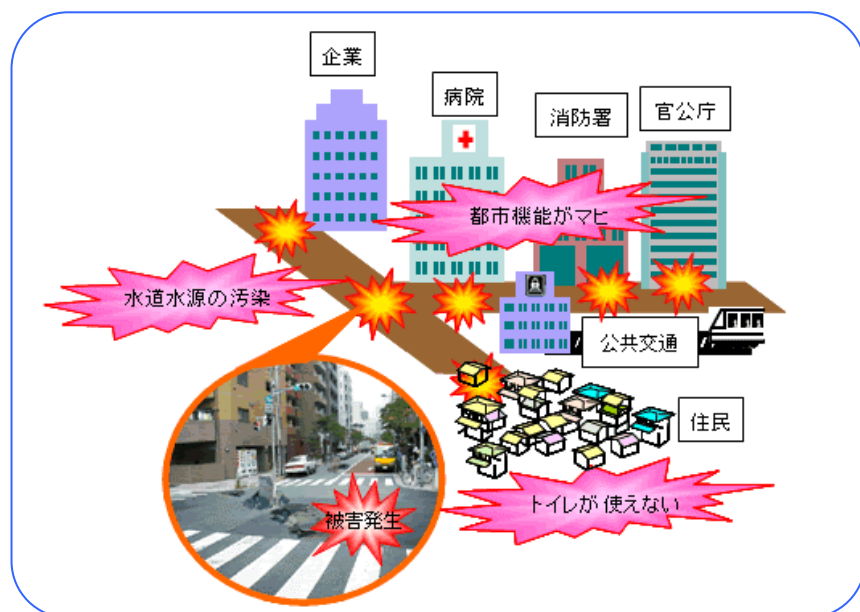 企業
病院
消防署
官公庁
都市機能がマヒ
水道水源の汚染
公共交通
住民
トイレが使えない
被害発生